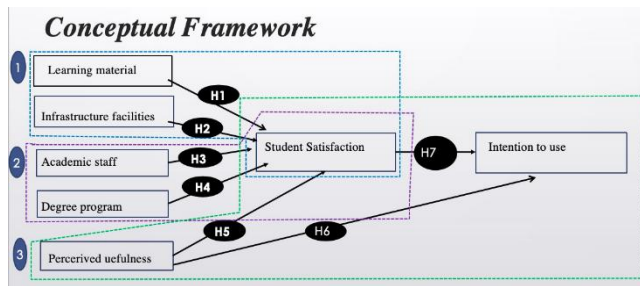 Conceptual Framework
1
Learning material
H1
Infrastructure facilities
H2
Student Satisfaction
H7
Intention to use
2
Academic staff
H3
H4
Degree program
H5
H6
3
Perceived uefulness